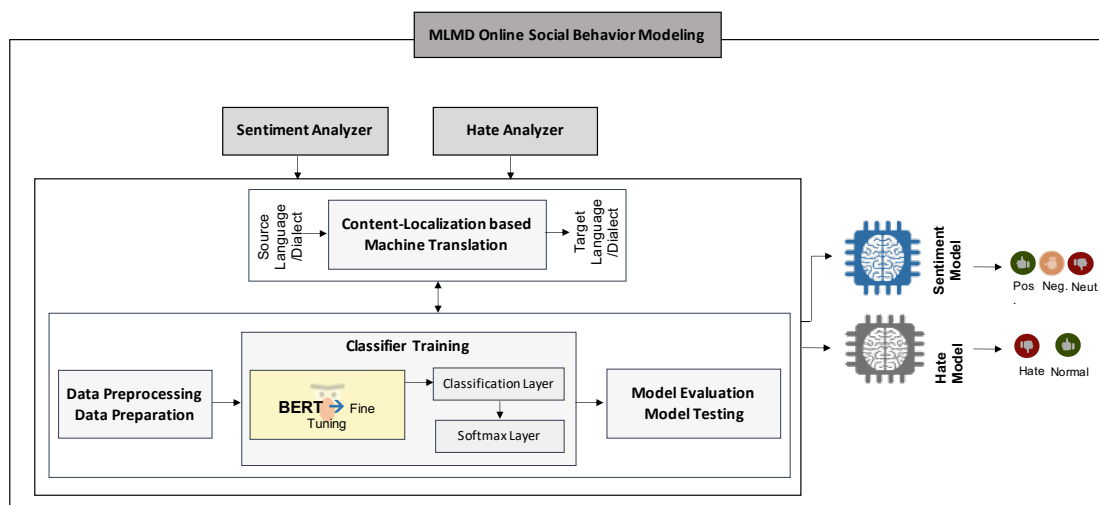 MLMD Online Social Behavior Modeling
Sentiment Analyzer
Hate Analyzer
Source
Language
/Dialect
Content-Localization based
Machine Translation
Target
Language
/Dialect
Classifier Training
Data Preprocessing
Data Preparation
BERT Fine
Tuning
Classification Layer
Softmax Layer
Model Evaluation
Model Testing
Sentiment
Model
Pos
.
Neg.
Neut.
Hate
Model
Hate
Normal